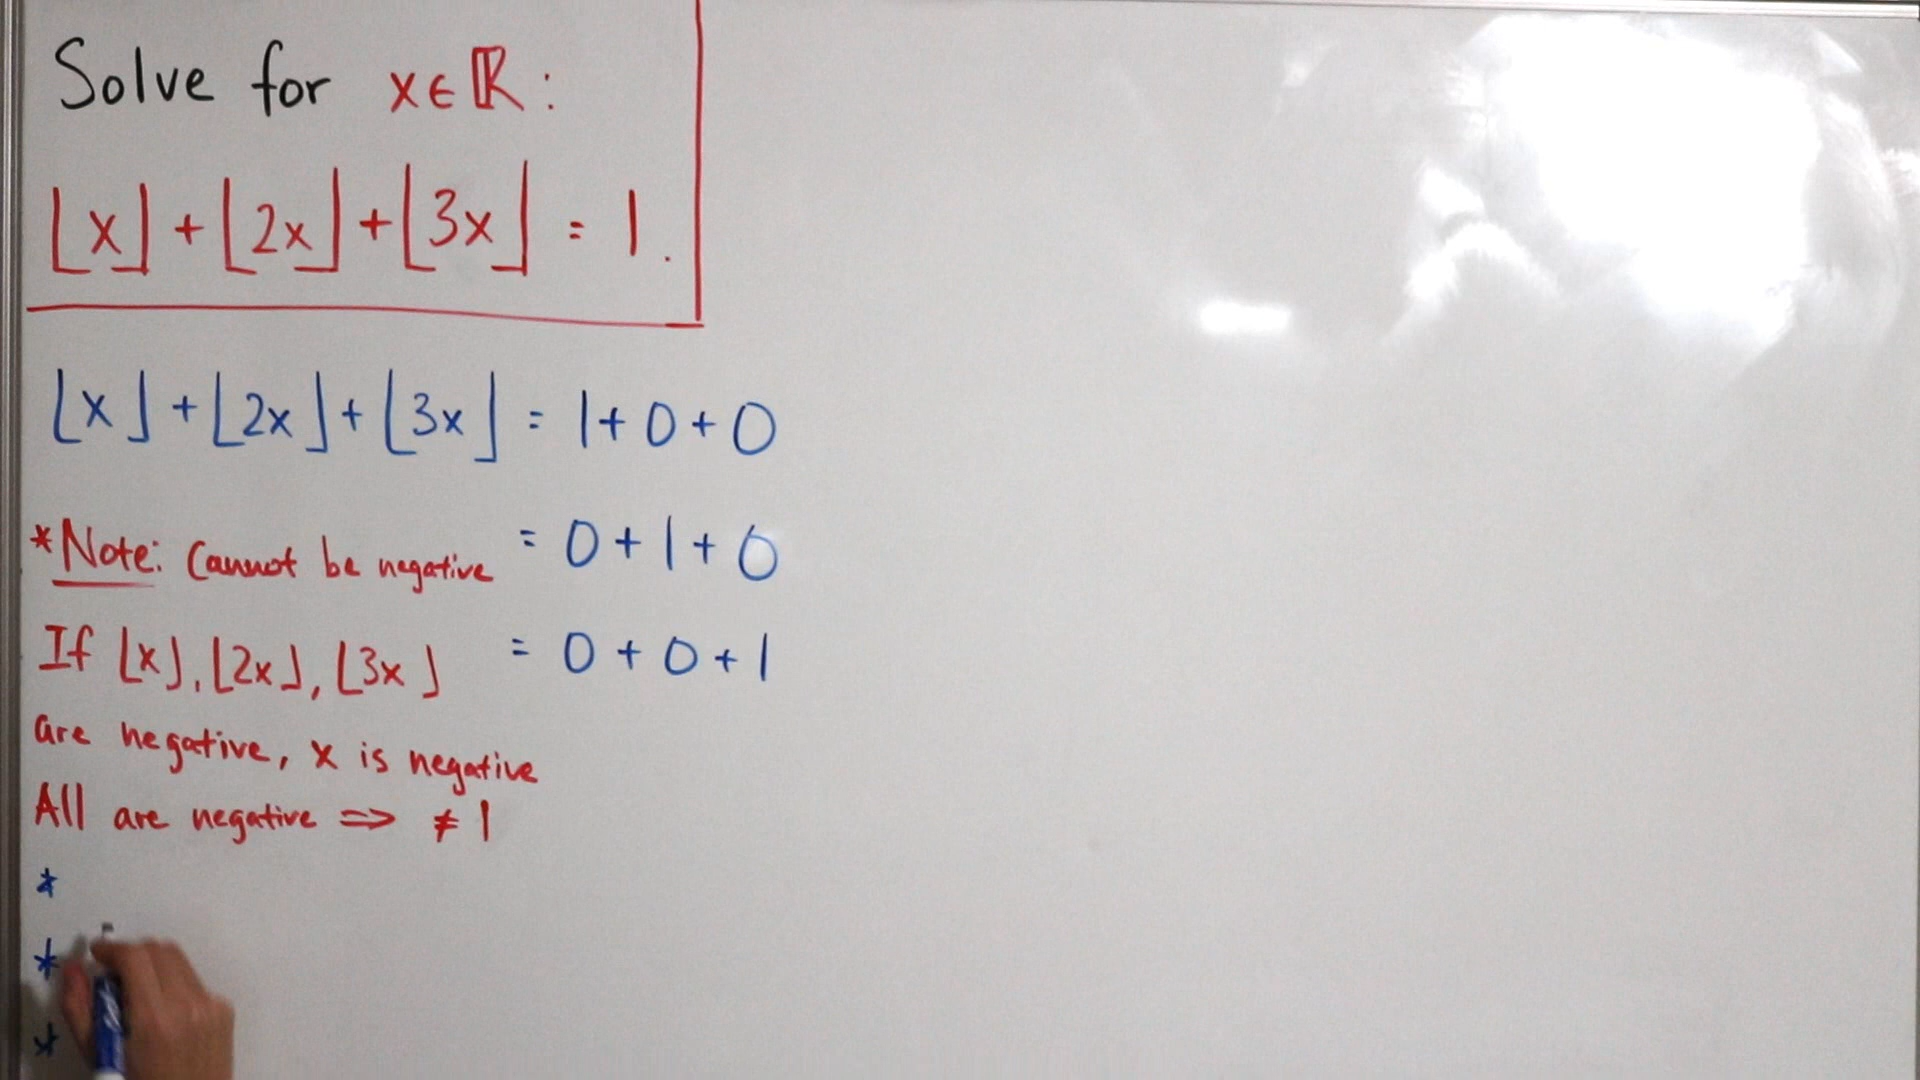 Solve for x∈ℝ:
⌊x⌋+⌊2x⌋+⌊3x⌋ = 1.
⌊x⌋+⌊2x⌋+⌊3x⌋ = 1+0+0
*Note: Cannot be negative = 0+1+0
If ⌊x⌋,⌊2x⌋,⌊3x⌋ = 0+0+1
are negative, x is negative
All are negative ⇒ ≠ 1
*
*
*